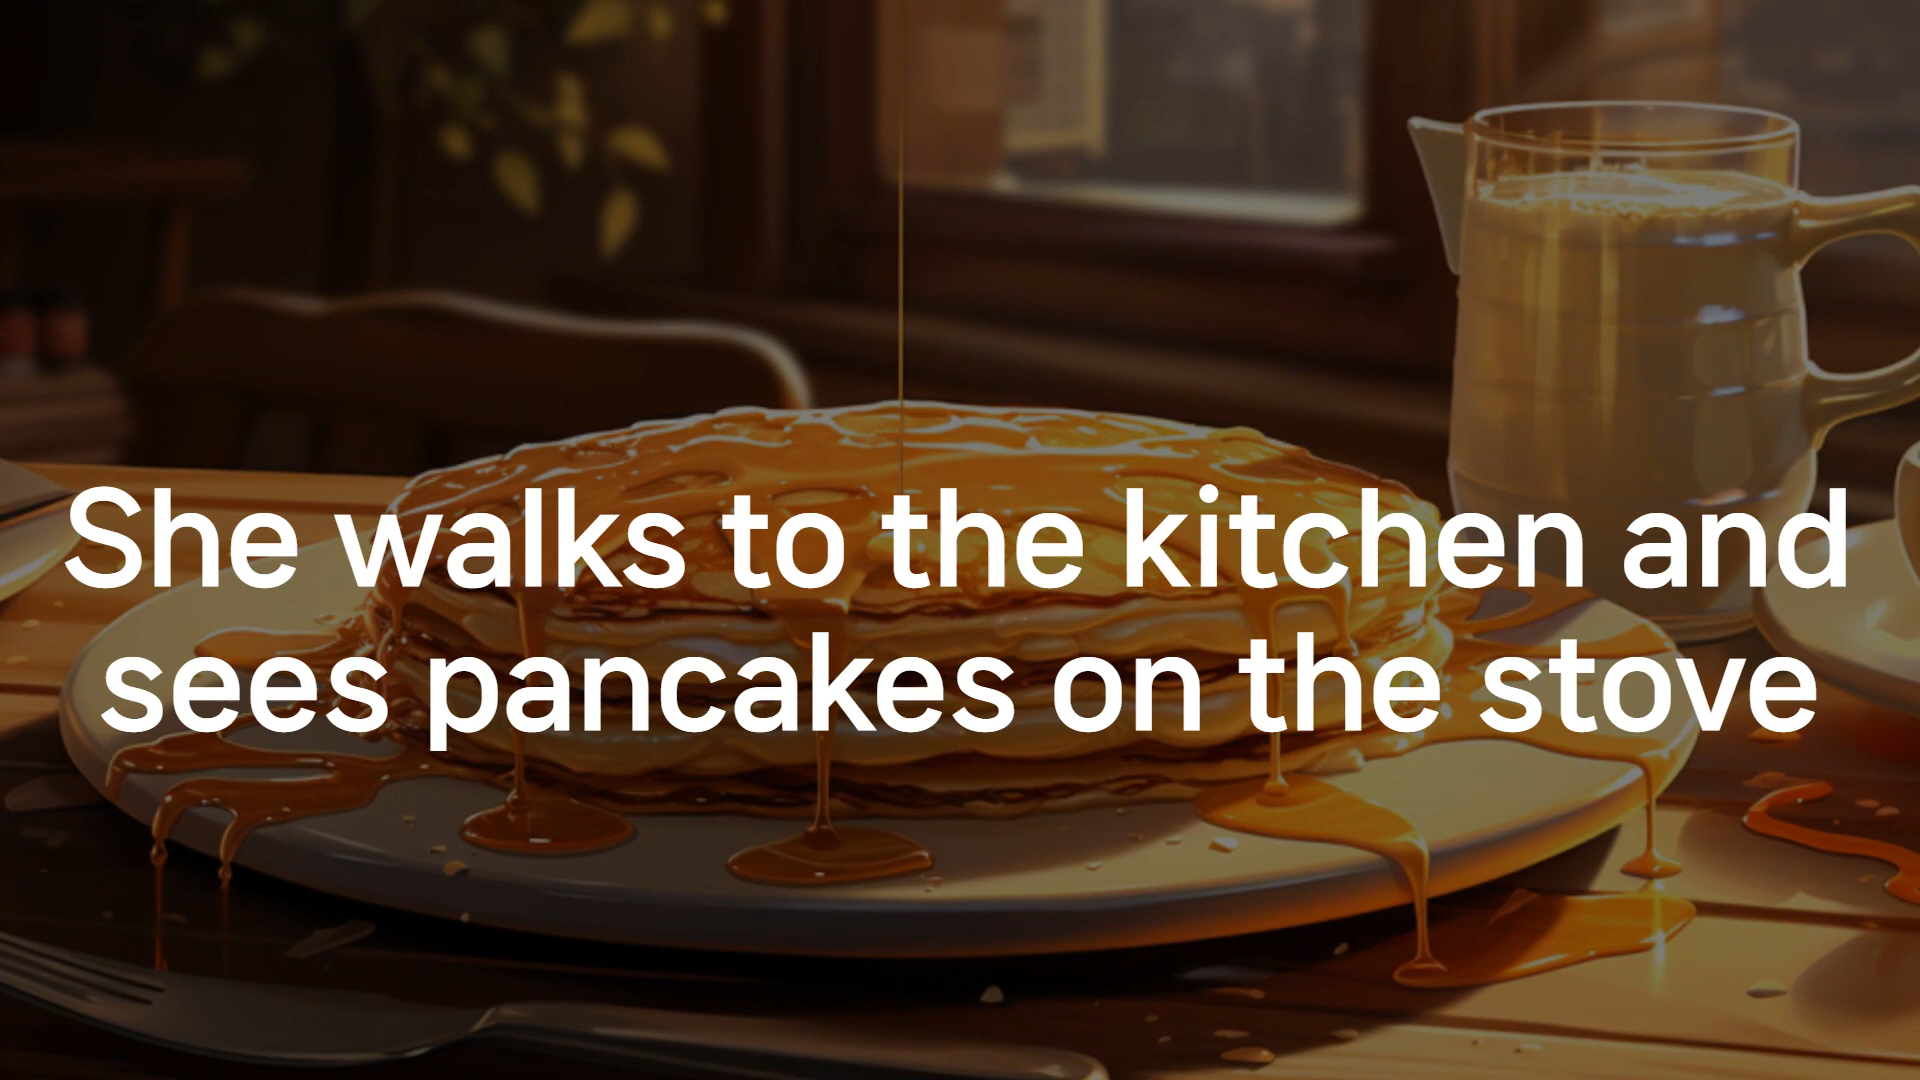 She walks to the kitchen and
sees pancakes on the stove